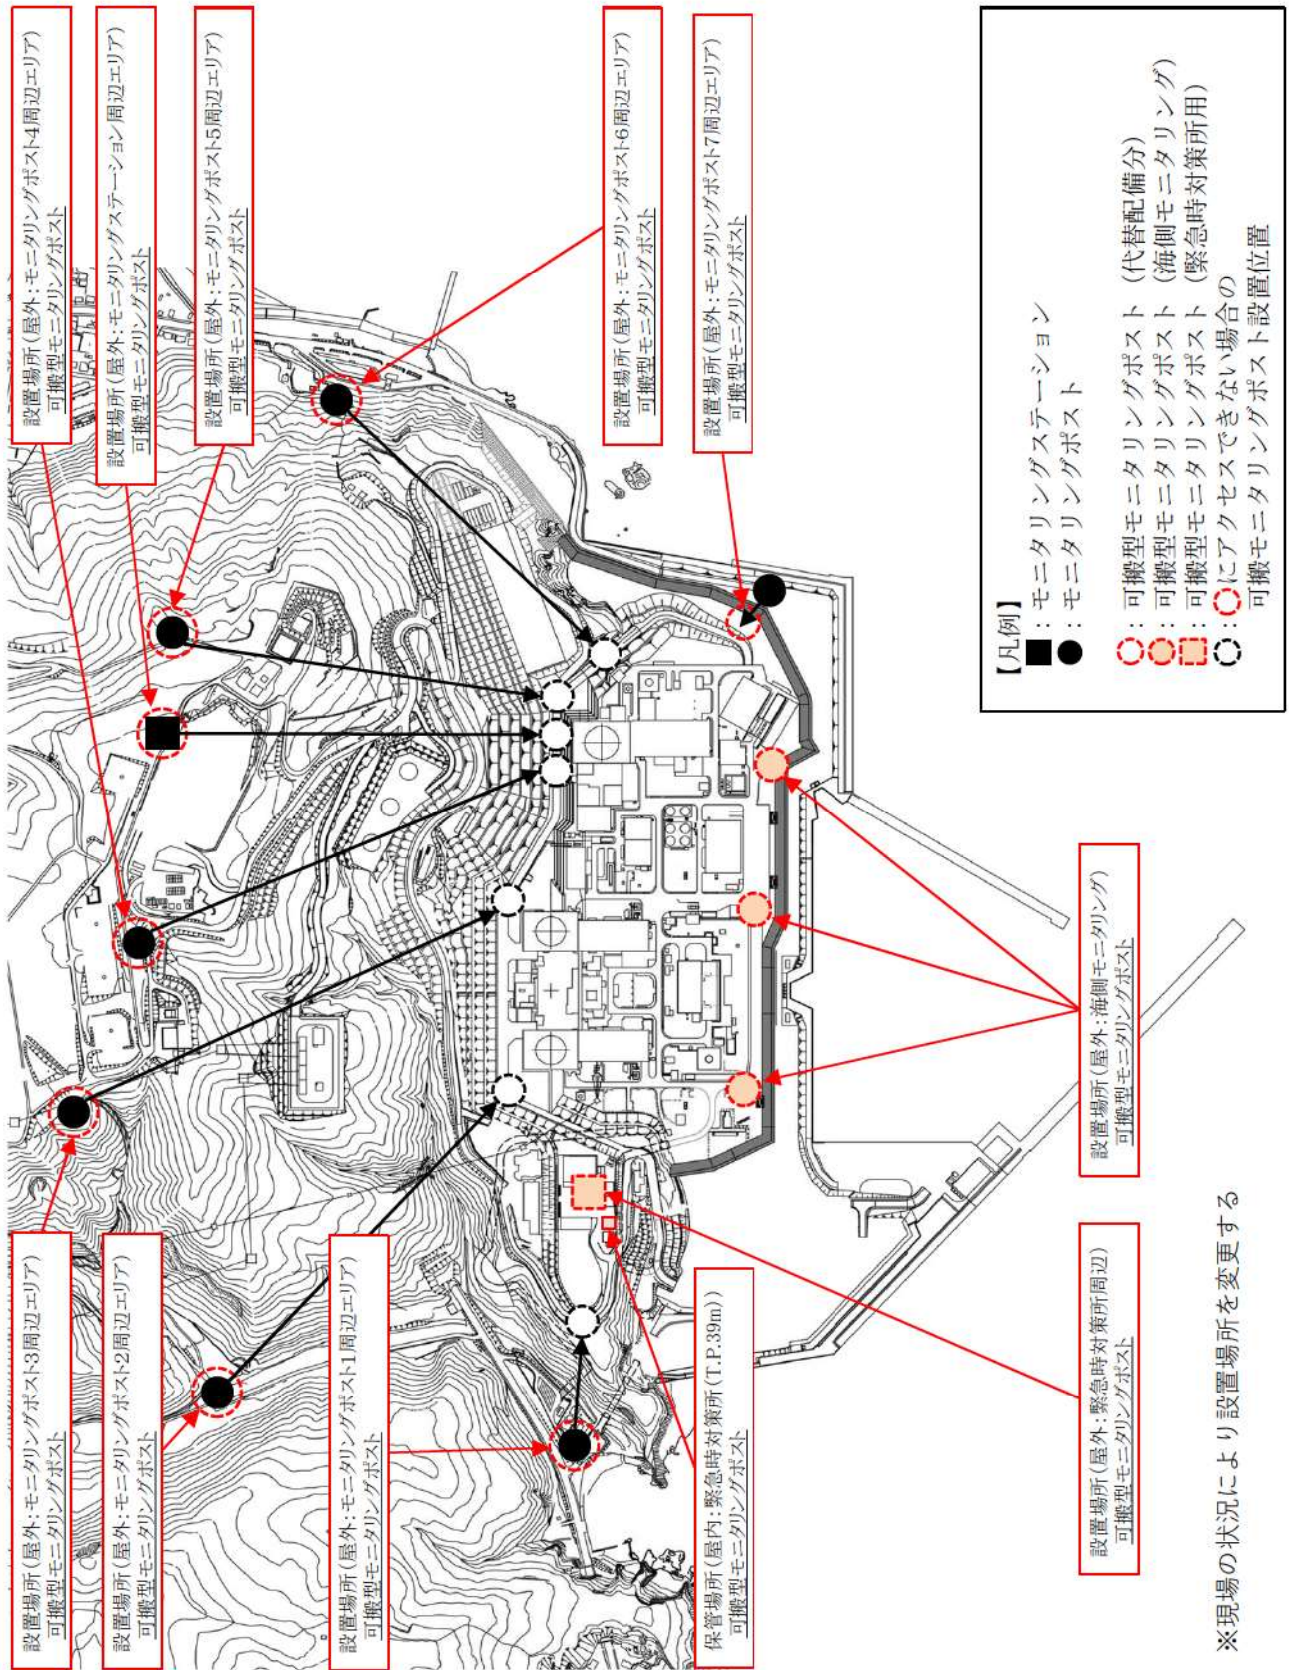 設置場所(屋外:モニタリングポスト3周辺エリア)
可搬型モニタリングポスト
設置場所(屋外:モニタリングポスト2周辺エリア)
可搬型モニタリングポスト
設置場所(屋外:モニタリングポスト1周辺エリア)
可搬型モニタリングポスト
保管場所(屋内:緊急時対策所(T.P.39m))
可搬型モニタリングポスト
設置場所(屋外:緊急時対策所周辺)
可搬型モニタリングポスト
設置場所(屋外:海側モニタリング)
可搬型モニタリングポスト
設置場所(屋外:モニタリングポスト4周辺エリア)
可搬型モニタリングポスト
設置場所(屋外:モニタリングステーション周辺エリア)
可搬型モニタリングポスト
設置場所(屋外:モニタリングポスト5周辺エリア)
可搬型モニタリングポスト
設置場所(屋外:モニタリングポスト6周辺エリア)
可搬型モニタリングポスト
設置場所(屋外:モニタリングポスト7周辺エリア)
可搬型モニタリングポスト
【凡例】
:モニタリングステーション
:モニタリングポスト
:可搬型モニタリングポスト(代替配備分)
:可搬型モニタリングポスト(海側モニタリング)
:可搬型モニタリングポスト(緊急時対策所用)
:にアクセスできない場合の
可搬モニタリングポスト設置位置
※現場の状況により設置場所を変更する